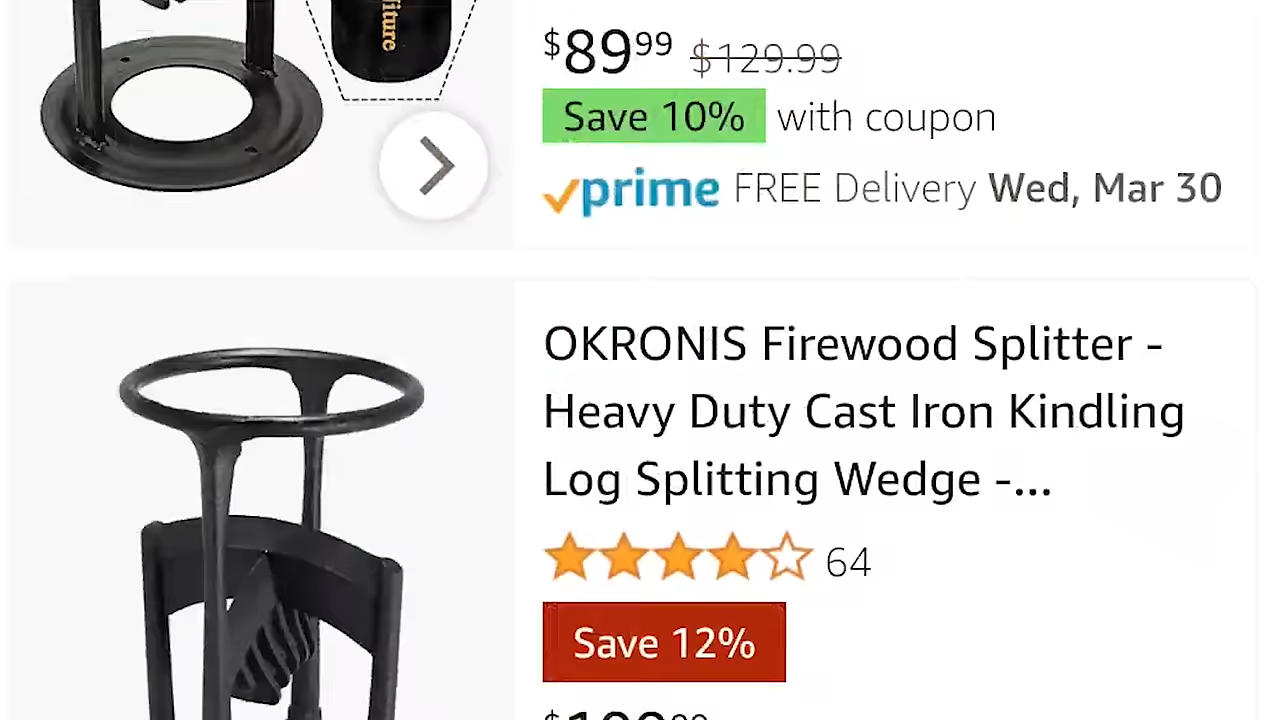 $89.99 $129.99
Save 10% with coupon
prime FREE Delivery Wed, Mar 30
OKRONIS Firewood Splitter -
Heavy Duty Cast Iron Kindling
Log Splitting Wedge -...
64
Save 12%